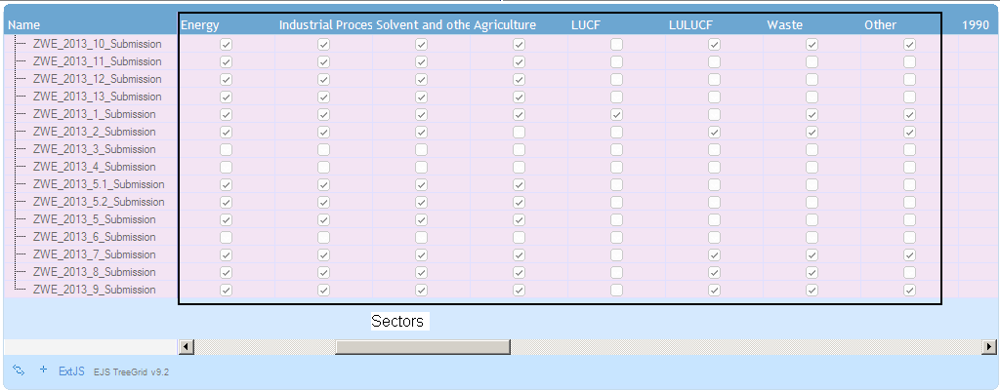 Name Energy Industrial Proces Solvent and othe Agriculture LUCF LULUCF Waste Other 1990
ZWE_2013_10_Submission
ZWE_2013_11_Submission
ZWE_2013_12_Submission
ZWE_2013_13_Submission
ZWE_2013_1_Submission
ZWE_2013_2_Submission
ZWE_2013_3_Submission
ZWE_2013_4_Submission
ZWE_2013_5.1_Submission
ZWE_2013_5.2_Submission
ZWE_2013_5_Submission
ZWE_2013_6_Submission
ZWE_2013_7_Submission
ZWE_2013_8_Submission
ZWE_2013_9_Submission
Sectors
ExtJS EJS TreeGrid v9.2